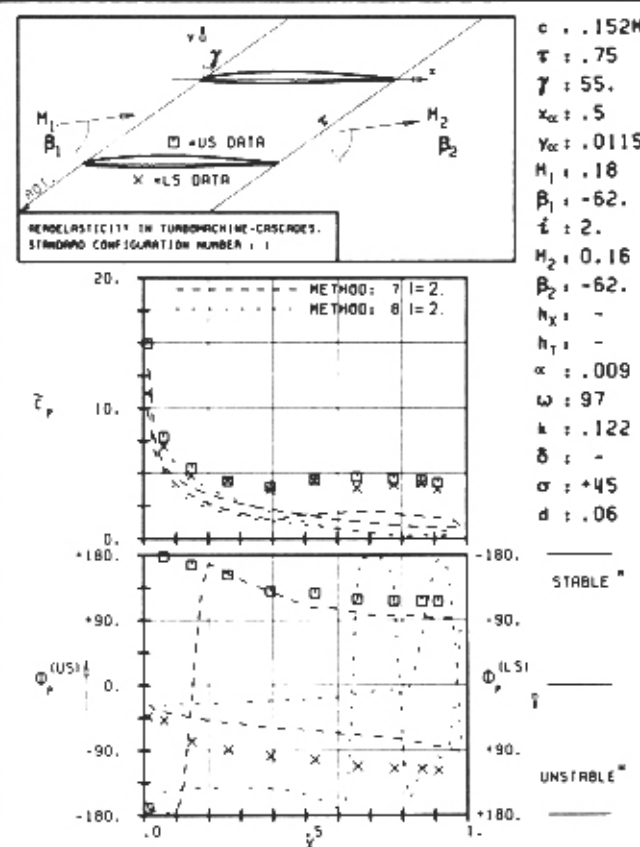 c : .152M
τ : .75
γ : 55.
xα : .5
yα : .0115
M1 : .18
β1 : -62.
i : 2.
M2 : 0.16
β2 : -62.
hx : -
hT : -
α : .009
ω : 97
k : .122
δ : -
σ : +45
d : .06
y
γ
x
M1
β1
τ
M2
β2
□ =US DATA
× =LS DATA
AEROELASTICITY IN TURBOMACHINE-CASCADES.
STANDARD CONFIGURATION NUMBER : 1
METHOD: 7 I=2.
METHOD: 8 I=2.
20.
10.
0.
+180.
+90.
0.
-90.
-180.
-180.
-90.
+90.
+180.
(US)
(LS)
STABLE
UNSTABLE
.0 .5 1.
x